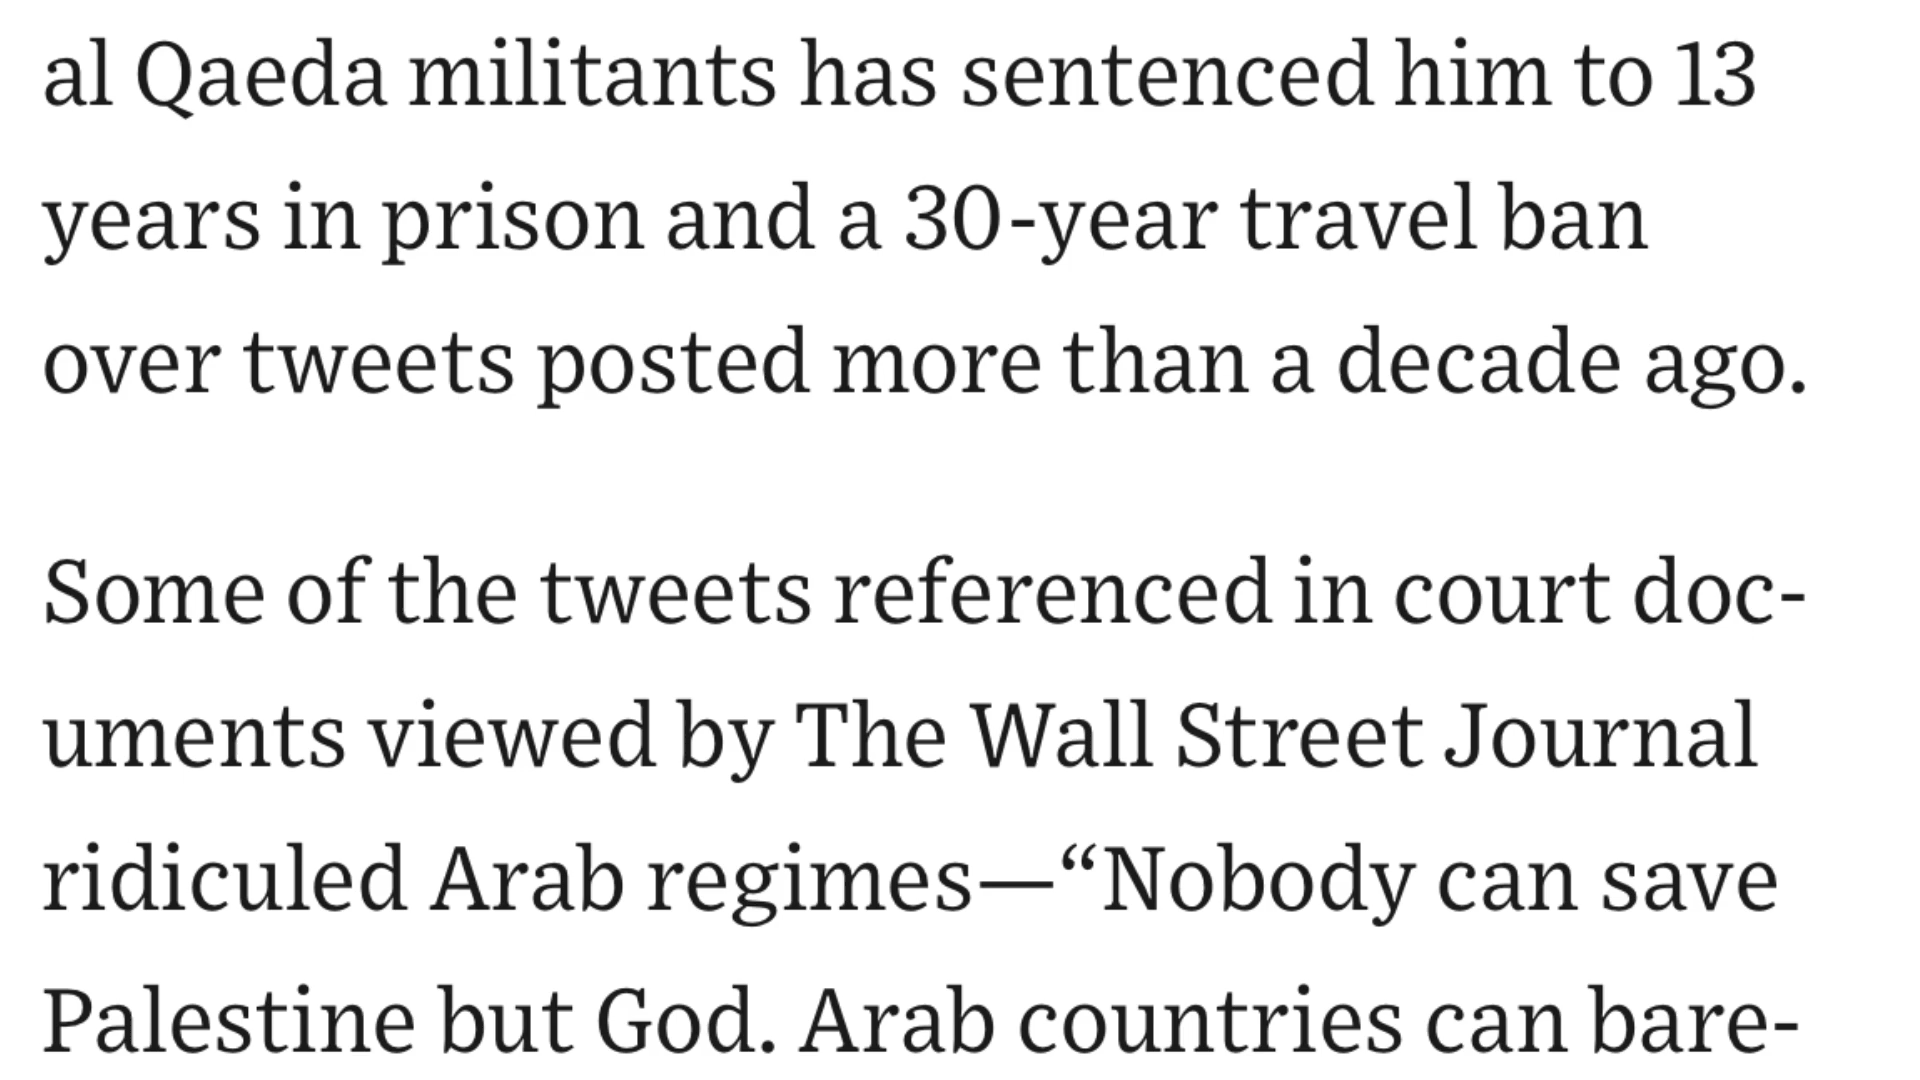 al Qaeda militants has sentenced him to 13
years in prison and a 30-year travel ban
over tweets posted more than a decade ago.
Some of the tweets referenced in court doc-
uments viewed by The Wall Street Journal
ridiculed Arab regimes—“Nobody can save
Palestine but God. Arab countries can bare-